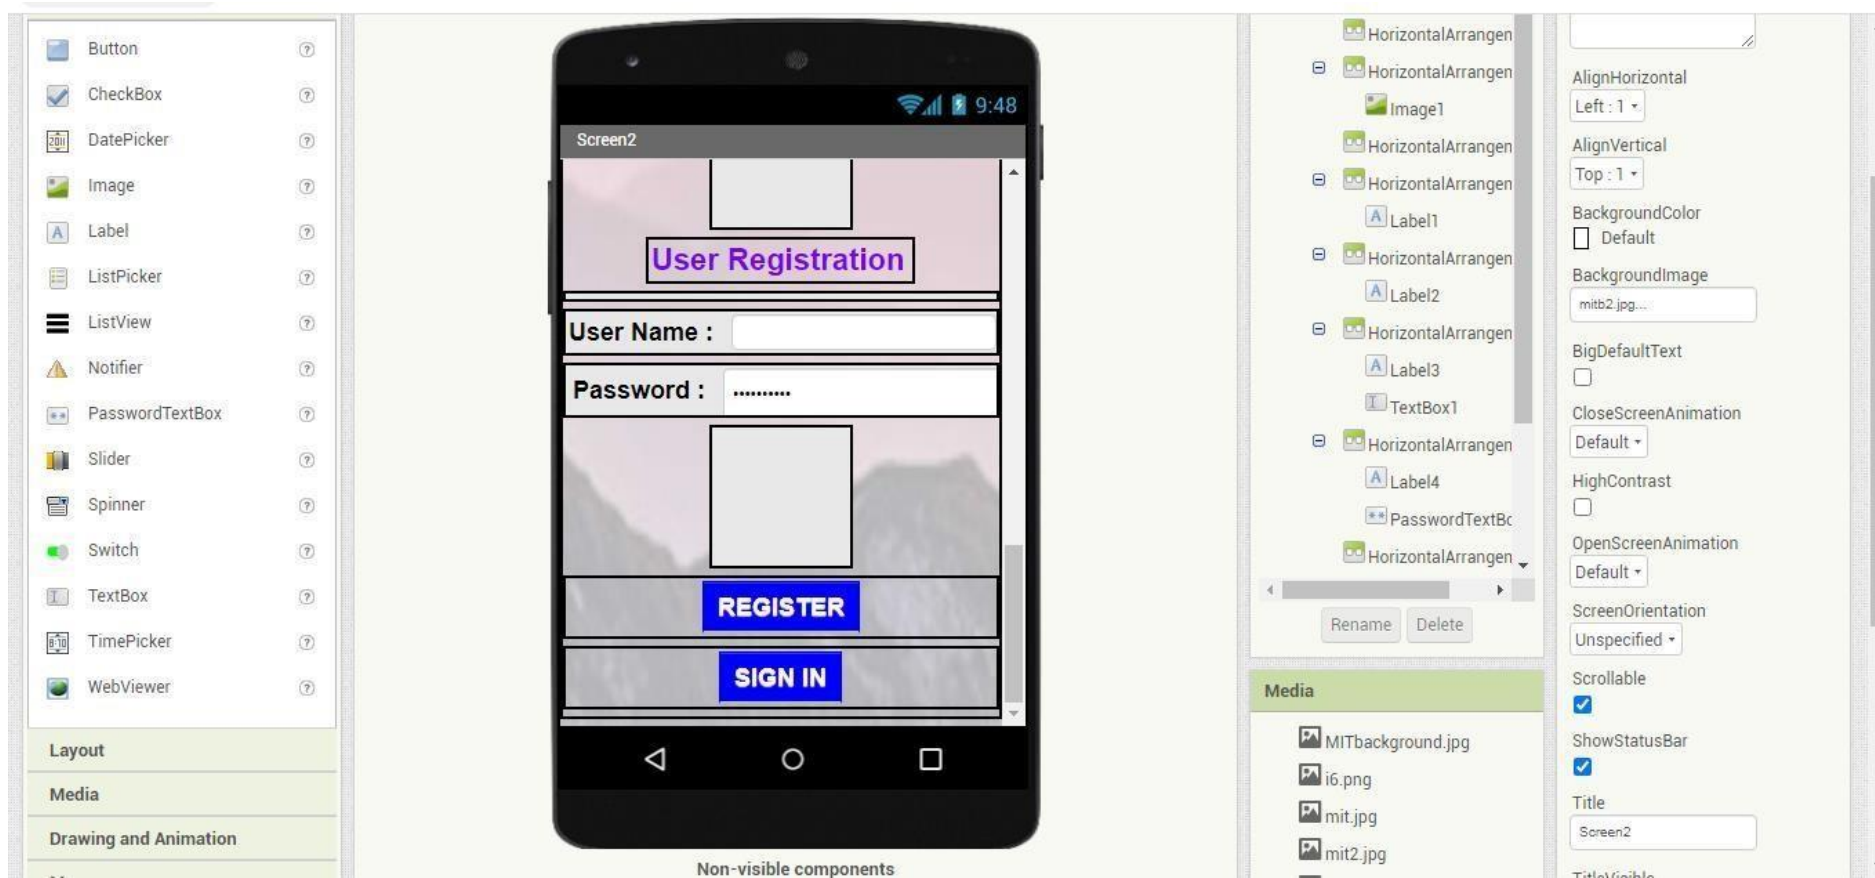 Button
CheckBox
DatePicker
Image
Label
ListPicker
ListView
Notifier
PasswordTextBox
Slider
Spinner
Switch
TextBox
TimePicker
WebViewer
Layout
Media
Drawing and Animation
9:48
Screen2
User Registration
User Name :
Password :
REGISTER
SIGN IN
Non-visible components
HorizontalArrangen
HorizontalArrangen
Image1
HorizontalArrangen
HorizontalArrangen
Label1
HorizontalArrangen
Label2
HorizontalArrangen
Label3
TextBox1
HorizontalArrangen
Label4
PasswordTextBo
HorizontalArrangen
Rename Delete
Media
MITbackground.jpg
i6.png
mit.jpg
mit2.jpg
AlignHorizontal
Left : 1
AlignVertical
Top : 1
BackgroundColor
Default
BackgroundImage
mitb2.jpg...
BigDefaultText
CloseScreenAnimation
Default
HighContrast
OpenScreenAnimation
Default
ScreenOrientation
Unspecified
Scrollable
ShowStatusBar
Title
Screen2
TitleVisible